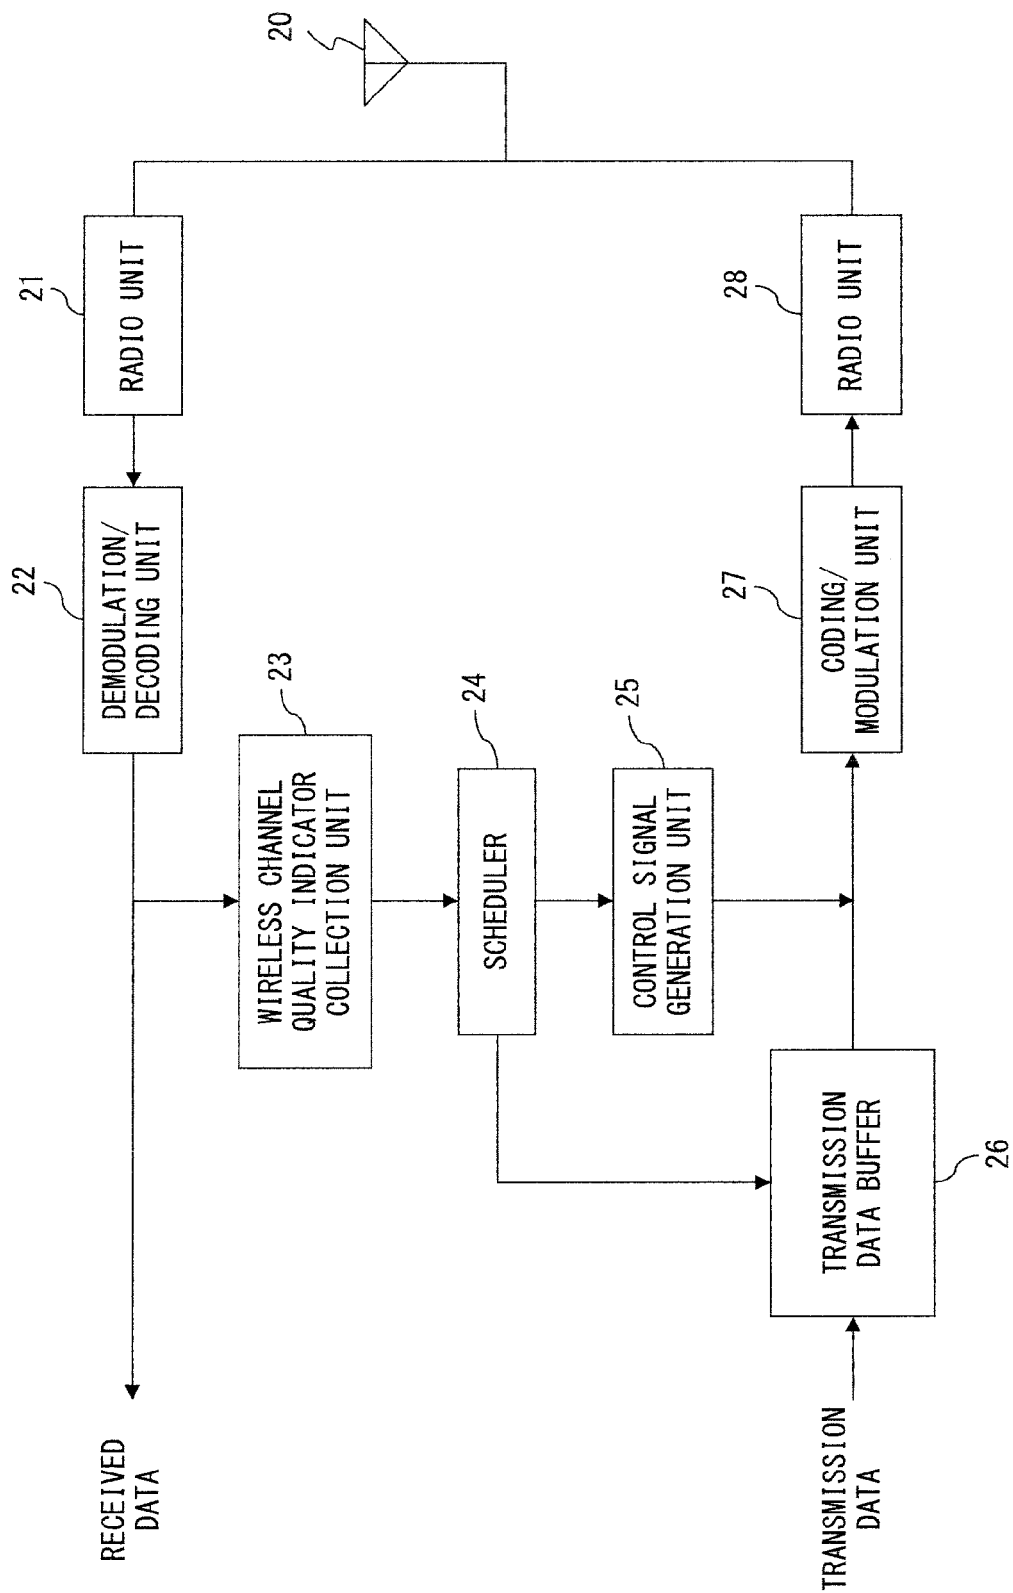 20
21
RADIO UNIT
22
DEMODULATION/
DECODING UNIT
RECEIVED
DATA
23
WIRELESS CHANNEL
QUALITY INDICATOR
COLLECTION UNIT
24
SCHEDULER
25
CONTROL SIGNAL
GENERATION UNIT
28
RADIO UNIT
27
CODING/
MODULATION UNIT
TRANSMISSION
DATA BUFFER
26
TRANSMISSION
DATA